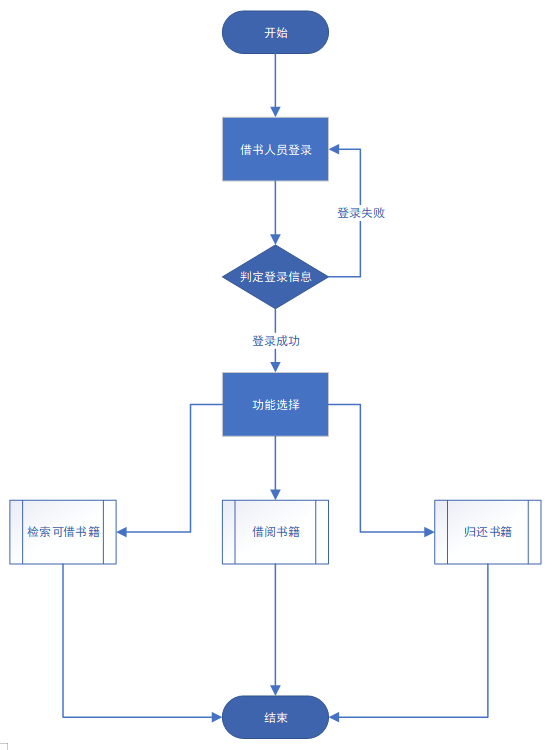 开始
借书人员登录
登录失败
判定登录信息
登录成功
功能选择
检索可借书籍
借阅书籍
归还书籍
结束